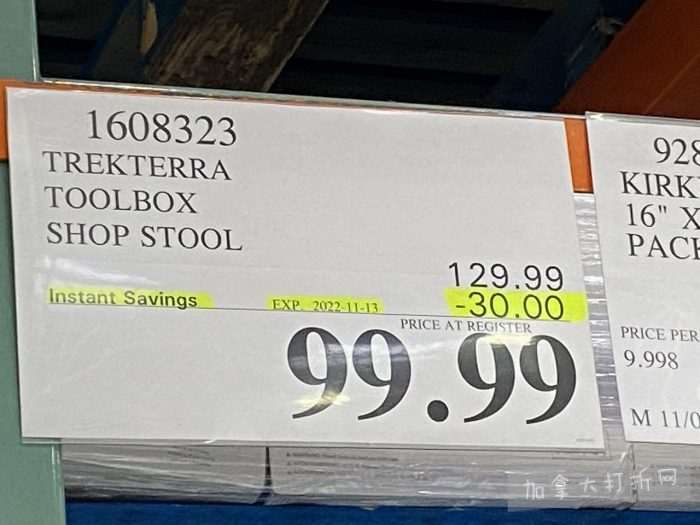 1608323
TREKTERRA
TOOLBOX
SHOP STOOL
129.99
Instant Savings EXP. 2022-11-13 -30.00
PRICE AT REGISTER
99.99
928
KIRK
16" X
PACK
PRICE PER
9.998
M 11/0
加拿大打折网